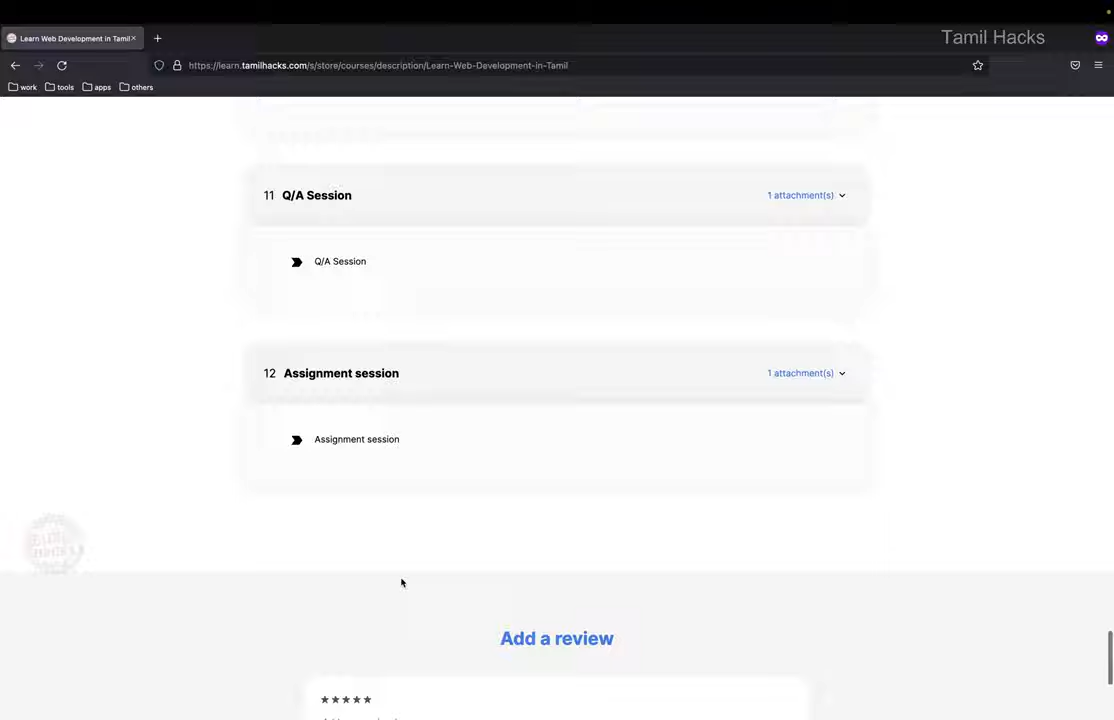 Learn Web Development in Tamil
Tamil Hacks
https://learn.tamilhacks.com/s/store/courses/description/Learn-Web-Development-in-Tamil
work tools apps others
11 Q/A Session 1 attachment(s)
Q/A Session
12 Assignment session 1 attachment(s)
Assignment session
Add a review